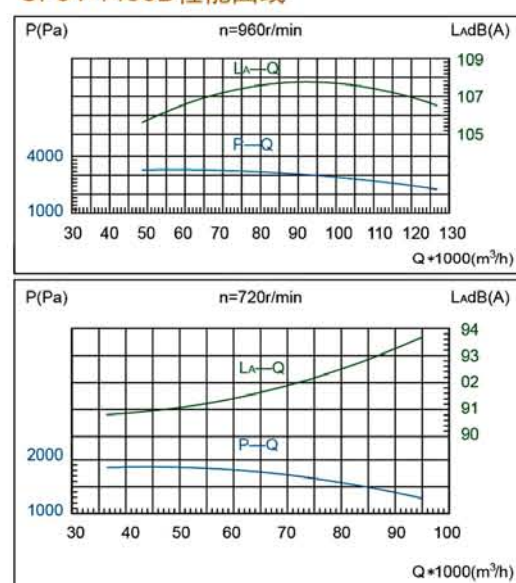 P(Pa) n=960r/min LAdB(A)
LA—Q
109
107
105
P—Q
4000
1000
30 40 50 60 70 80 90 100 110 120 130
Q*1000(m³/h)
P(Pa) n=720r/min LAdB(A)
94
93
LA—Q
02
91
90
P—Q
2000
1000
30 40 50 60 70 80 90 100
Q*1000(m³/h)